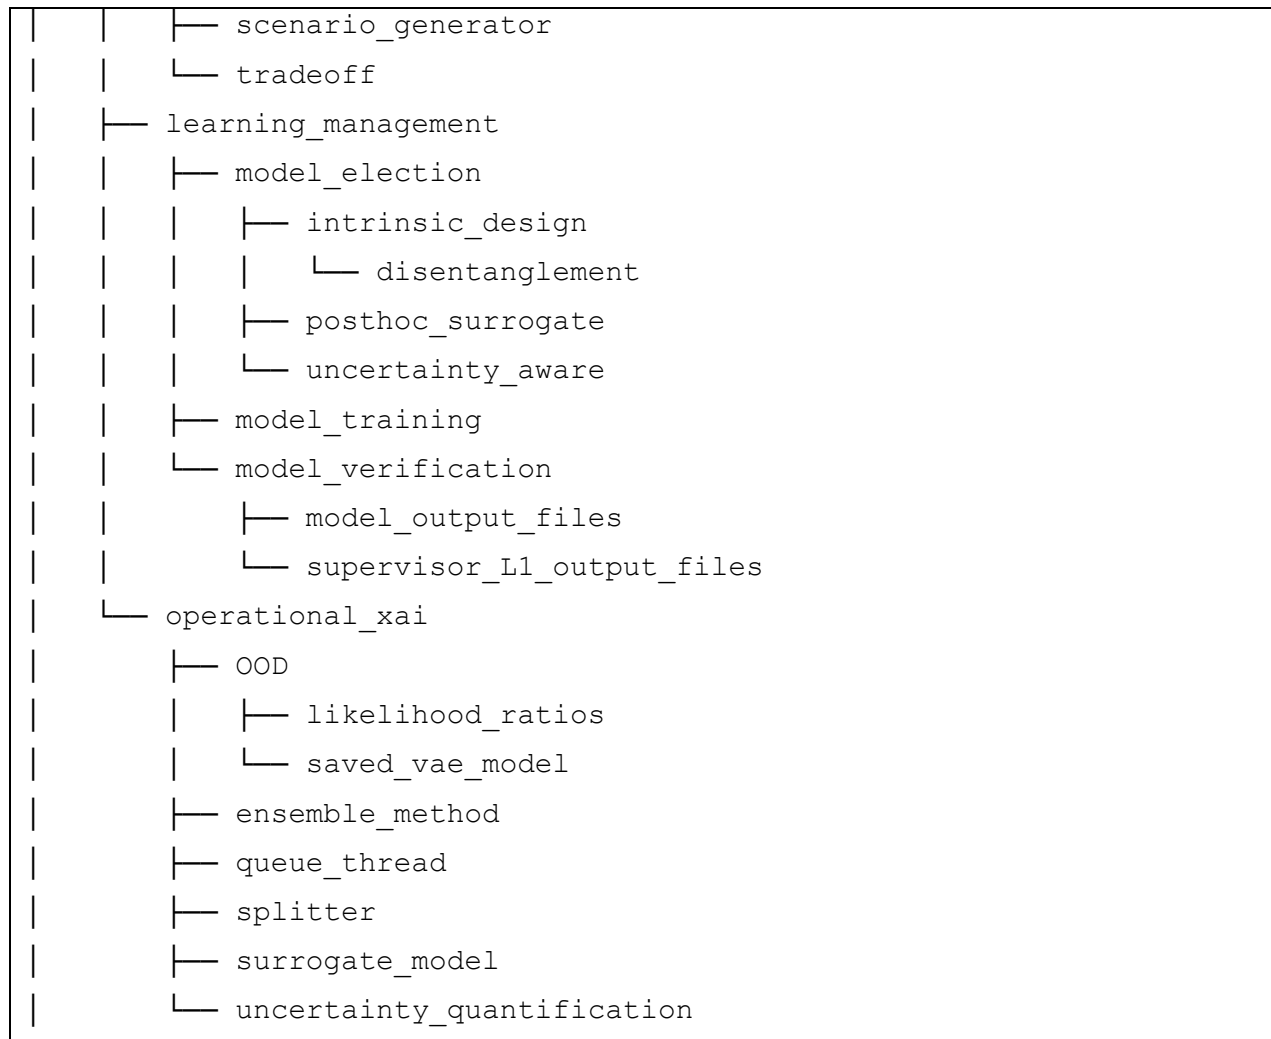 │   │   ├── scenario_generator
│   │   └── tradeoff
│   ├── learning_management
│   │   ├── model_election
│   │   │   ├── intrinsic_design
│   │   │   │   └── disentanglement
│   │   │   ├── posthoc_surrogate
│   │   │   └── uncertainty_aware
│   │   ├── model_training
│   │   └── model_verification
│   │       ├── model_output_files
│   │       └── supervisor_L1_output_files
│   └── operational_xai
│       ├── OOD
│       │   ├── likelihood_ratios
│       │   └── saved_vae_model
│       ├── ensemble_method
│       ├── queue_thread
│       ├── splitter
│       ├── surrogate_model
│       └── uncertainty_quantification